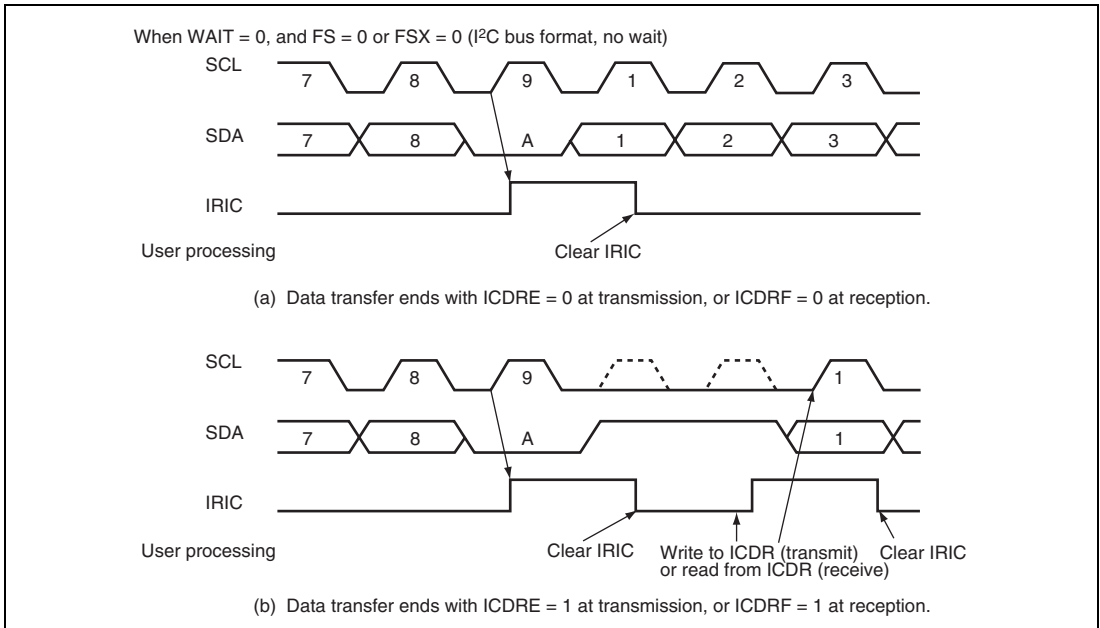 When WAIT = 0, and FS = 0 or FSX = 0 (I²C bus format, no wait)
SCL
7 8 9 1 2 3
SDA
7 8 A 1 2 3
IRIC
User processing
Clear IRIC
(a) Data transfer ends with ICDRE = 0 at transmission, or ICDRF = 0 at reception.
SCL
7 8 9 1
SDA
7 8 A 1
IRIC
User processing
Clear IRIC
Write to ICDR (transmit)
or read from ICDR (receive)
Clear IRIC
(b) Data transfer ends with ICDRE = 1 at transmission, or ICDRF = 1 at reception.